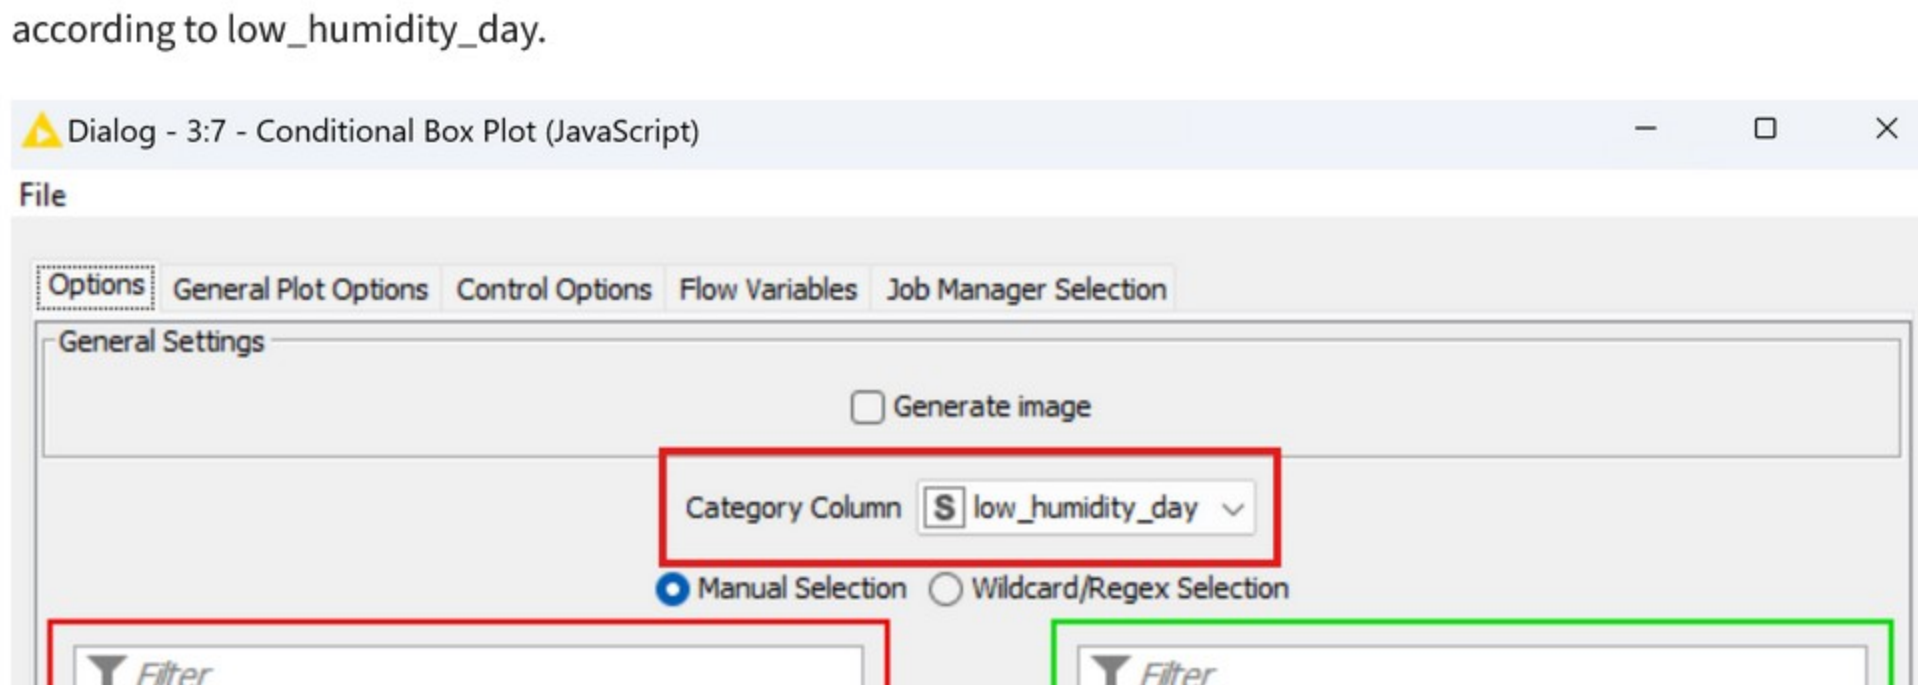 according to low_humidity_day.
Dialog - 3:7 - Conditional Box Plot (JavaScript)
File
Options General Plot Options Control Options Flow Variables Job Manager Selection
General Settings
Generate image
Category Column S low_humidity_day
Manual Selection Wildcard/Regex Selection
Filter Filter